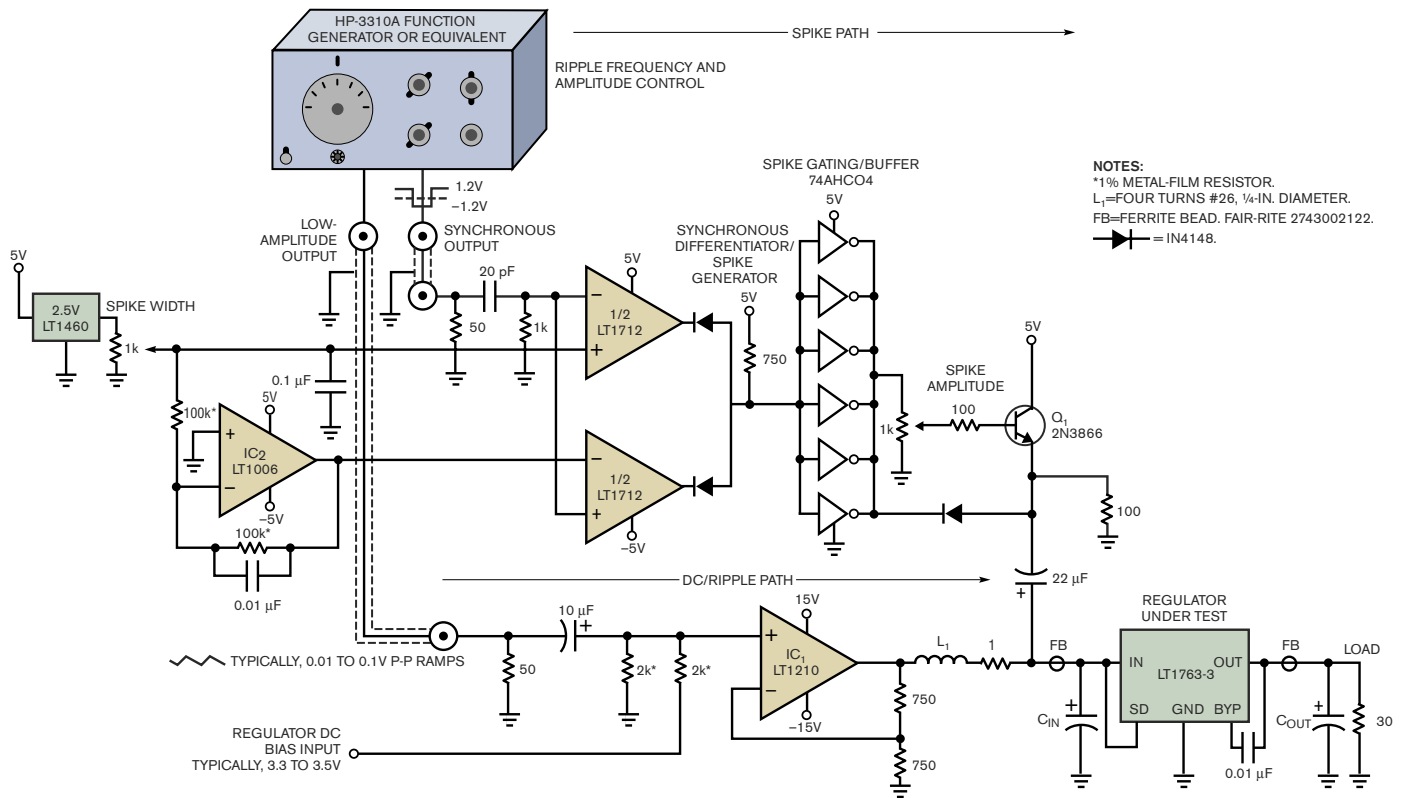 HP-3310A FUNCTION
GENERATOR OR EQUIVALENT
SPIKE PATH
RIPPLE FREQUENCY AND
AMPLITUDE CONTROL
SPIKE GATING/BUFFER
74AHCO4
5V
NOTES:
*1% METAL-FILM RESISTOR.
L1=FOUR TURNS #26, ¼-IN. DIAMETER.
FB=FERRITE BEAD. FAIR-RITE 2743002122.
= IN4148.
1.2V
−1.2V
LOW-
AMPLITUDE
OUTPUT
SYNCHRONOUS
OUTPUT
SYNCHRONOUS
DIFFERENTIATOR/
SPIKE
GENERATOR
5V
5V
2.5V
LT1460
SPIKE WIDTH
1k
20 pF
50
1k
5V
−
1/2
LT1712
+
750
0.1 µF
100k*
5V
+
IC2
LT1006
−
−5V
100k*
0.01 µF
−
1/2
LT1712
+
−5V
1k
SPIKE
AMPLITUDE
100
5V
Q1
2N3866
100
22 µF
+
DC/RIPPLE PATH
TYPICALLY, 0.01 TO 0.1V P-P RAMPS
50
10 µF
+
2k*
2k*
15V
+
IC1
LT1210
−
−15V
L1
1
750
750
REGULATOR DC
BIAS INPUT
TYPICALLY, 3.3 TO 3.5V
REGULATOR
UNDER TEST
FB
IN
OUT
LT1763-3
SD
GND
BYP
+
CIN
0.01 µF
FB
LOAD
+
COUT
30